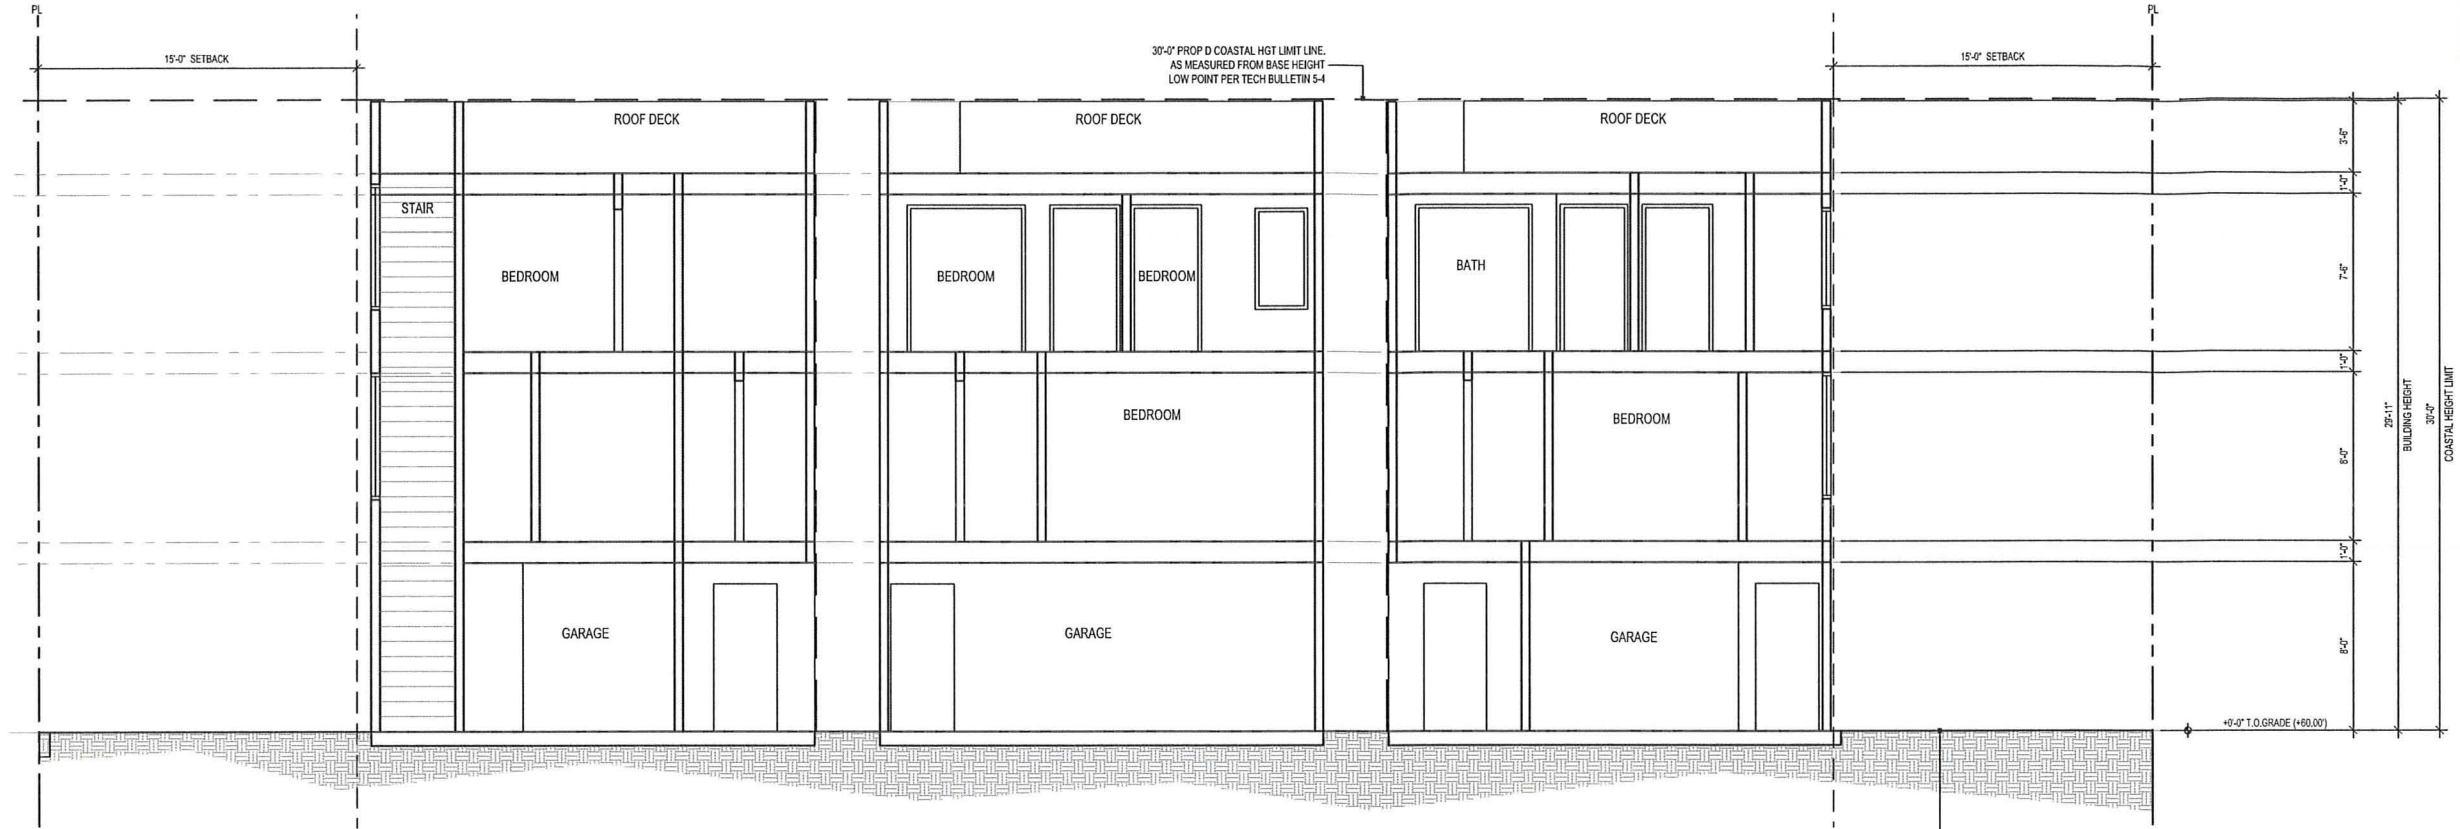 PL
PL
15'-0" SETBACK
30'-0" PROP D COASTAL HGT LIMIT LINE.
AS MEASURED FROM BASE HEIGHT
LOW POINT PER TECH BULLETIN 5-4
15'-0" SETBACK
ROOF DECK
ROOF DECK
ROOF DECK
3'-6"
1'-0"
STAIR
BEDROOM
BEDROOM
BEDROOM
BATH
7'-6"
1'-0"
BEDROOM
BEDROOM
8'-0"
29'-11"
BUILDING HEIGHT
30'-0"
COASTAL HEIGHT LIMIT
1'-0"
GARAGE
GARAGE
GARAGE
8'-0"
+0'-0" T.O.GRADE (+60.00')